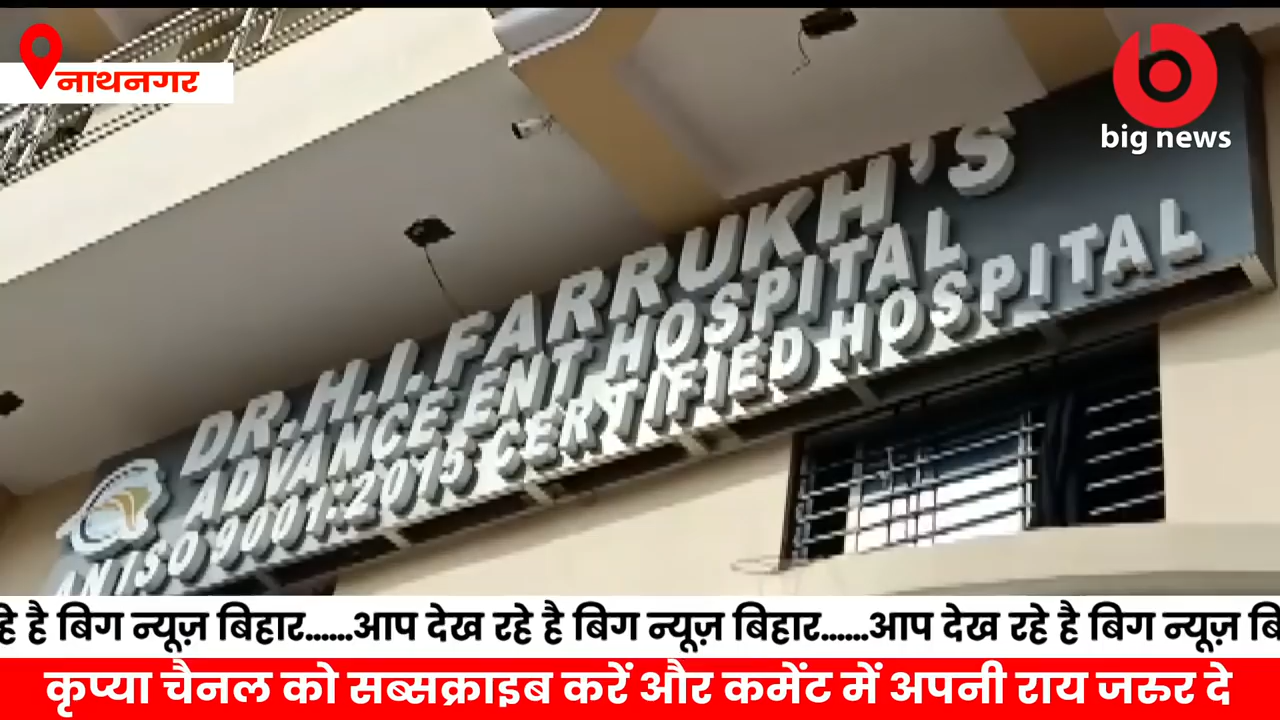 नाथनगर
big news
DR.H.I.FARRUKH'S
ADVANCE ENT HOSPITAL
AN ISO 9001:2015 CERTIFIED HOSPITAL
हे है बिग न्यूज़ बिहार......आप देख रहे है बिग न्यूज़ बिहार......आप देख रहे है बिग न्यूज़ बि
कृप्या चैनल को सब्सक्राइब करें और कमेंट में अपनी राय जरुर दे